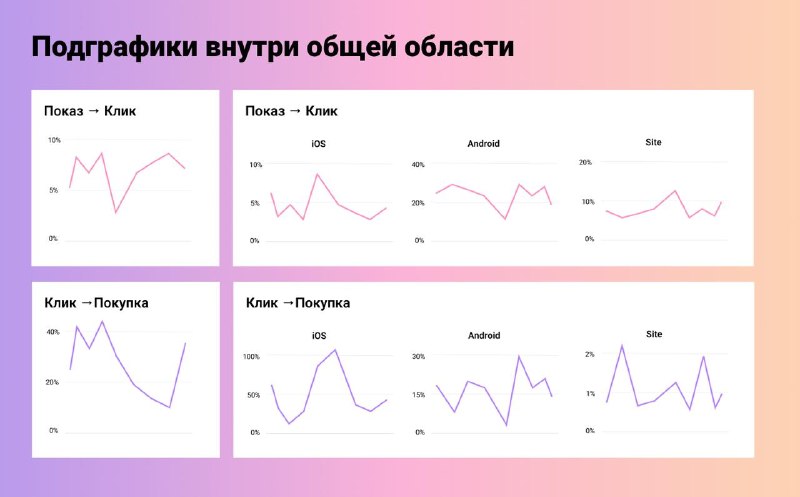 Подграфики внутри общей области
Показ → Клик
10%
5%
0%
Показ → Клик
iOS
10%
5%
0%
Android
40%
20%
0%
Site
20%
10%
0%
Клик →Покупка
40%
20%
0%
Клик →Покупка
iOS
100%
50%
0%
Android
30%
15%
0%
Site
2%
1%
0%